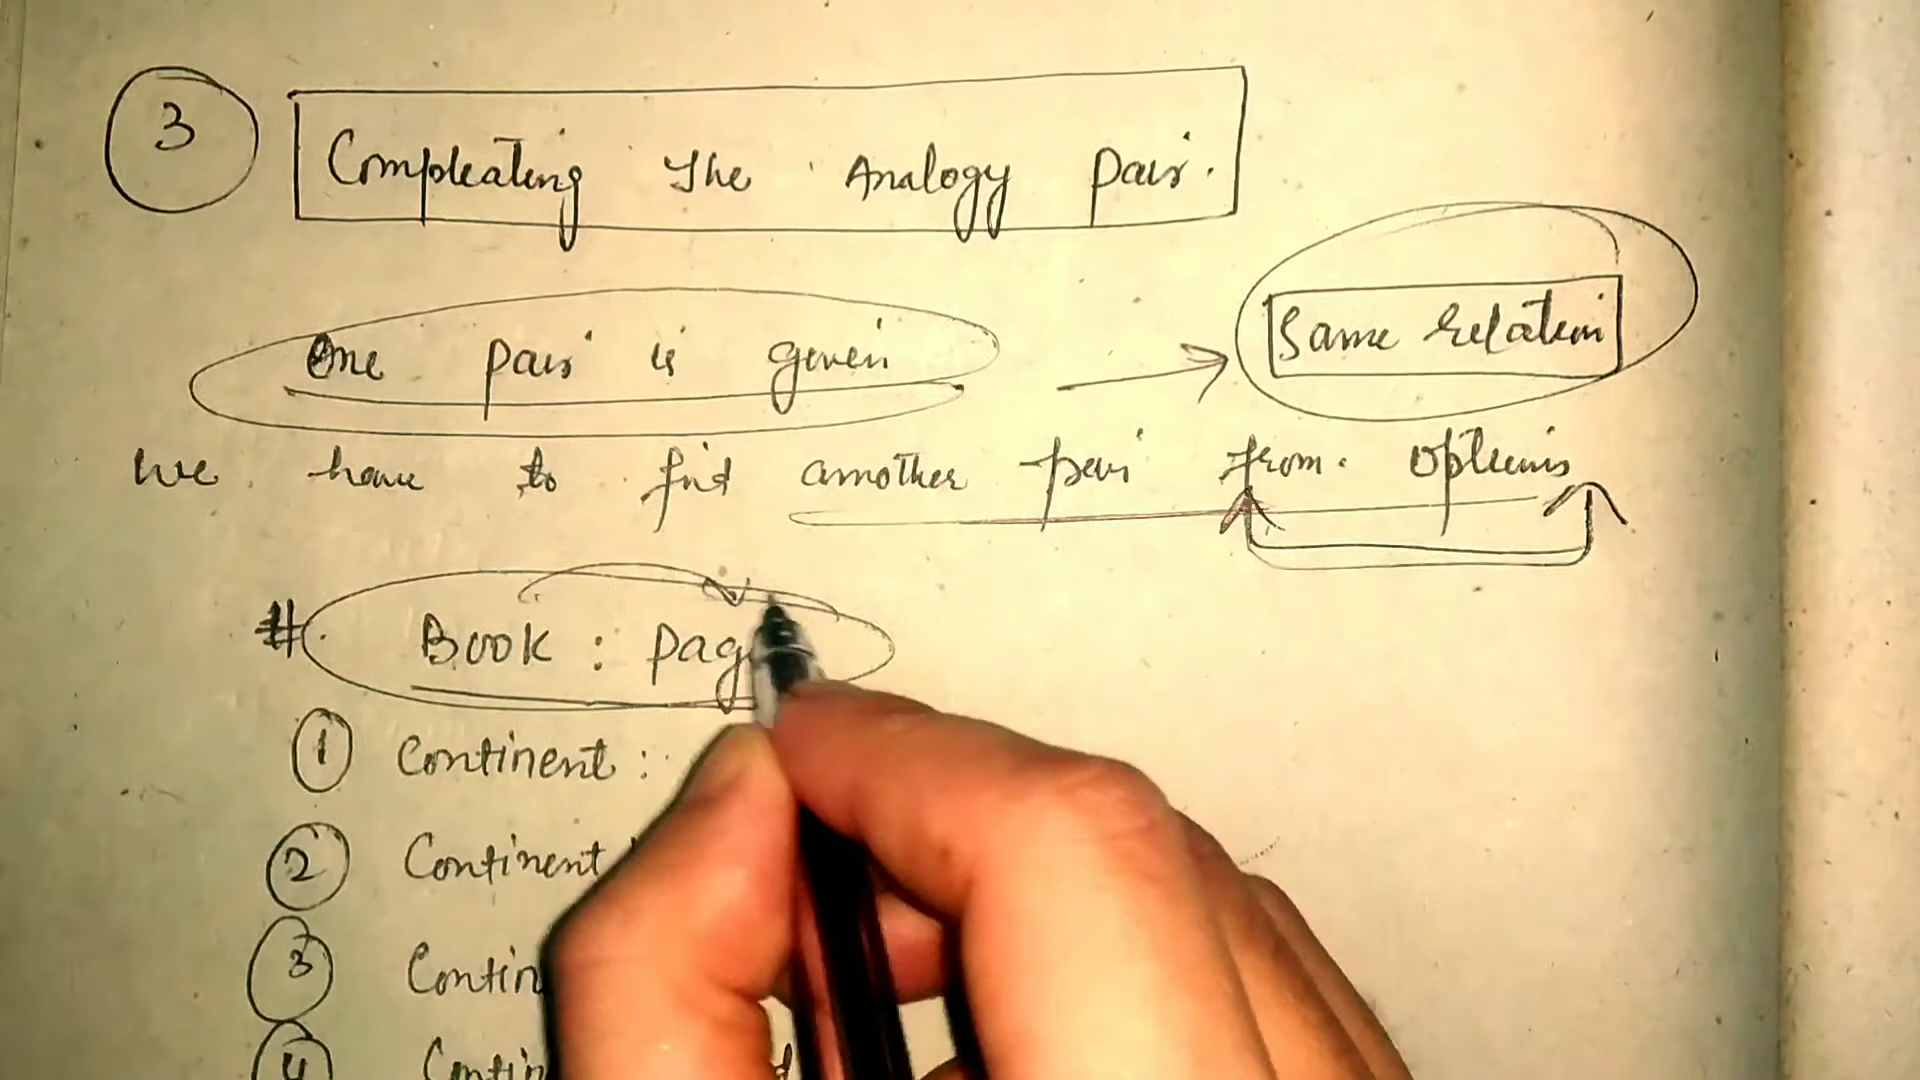 3 Compleating The Analogy pair.
One pair is given → Same relation
we have to find another pair from options
# Book : pag
1 Continent :
2 Continent
3 Contin
4 Contin